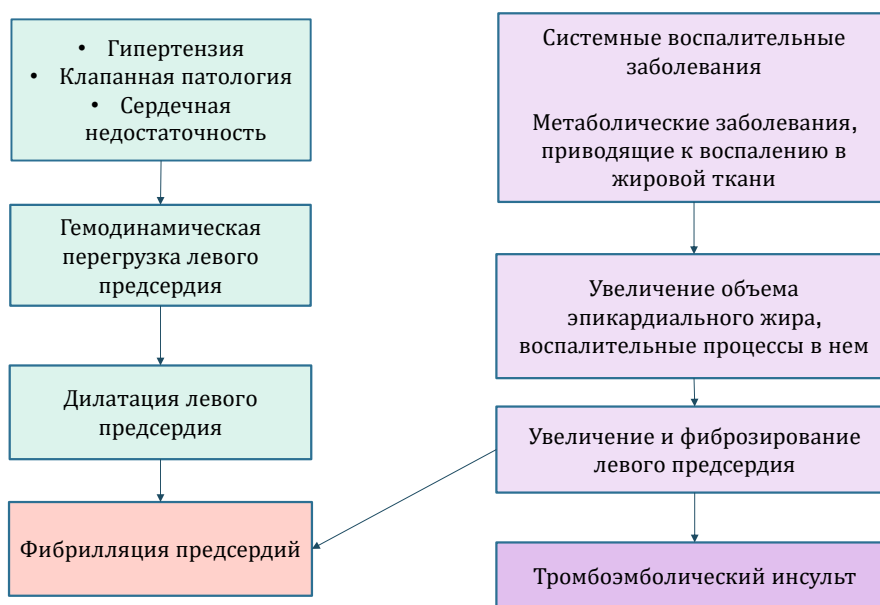 • Гипертензия
• Клапанная патология
• Сердечная
недостаточность
Гемодинамическая
перегрузка левого
предсердия
Дилатация левого
предсердия
Фибрилляция предсердий
Системные воспалительные
заболевания
Метаболические заболевания,
приводящие к воспалению в
жировой ткани
Увеличение объема
эпикардиального жира,
воспалительные процессы в нем
Увеличение и фиброзирование
левого предсердия
Тромбоэмболический инсульт